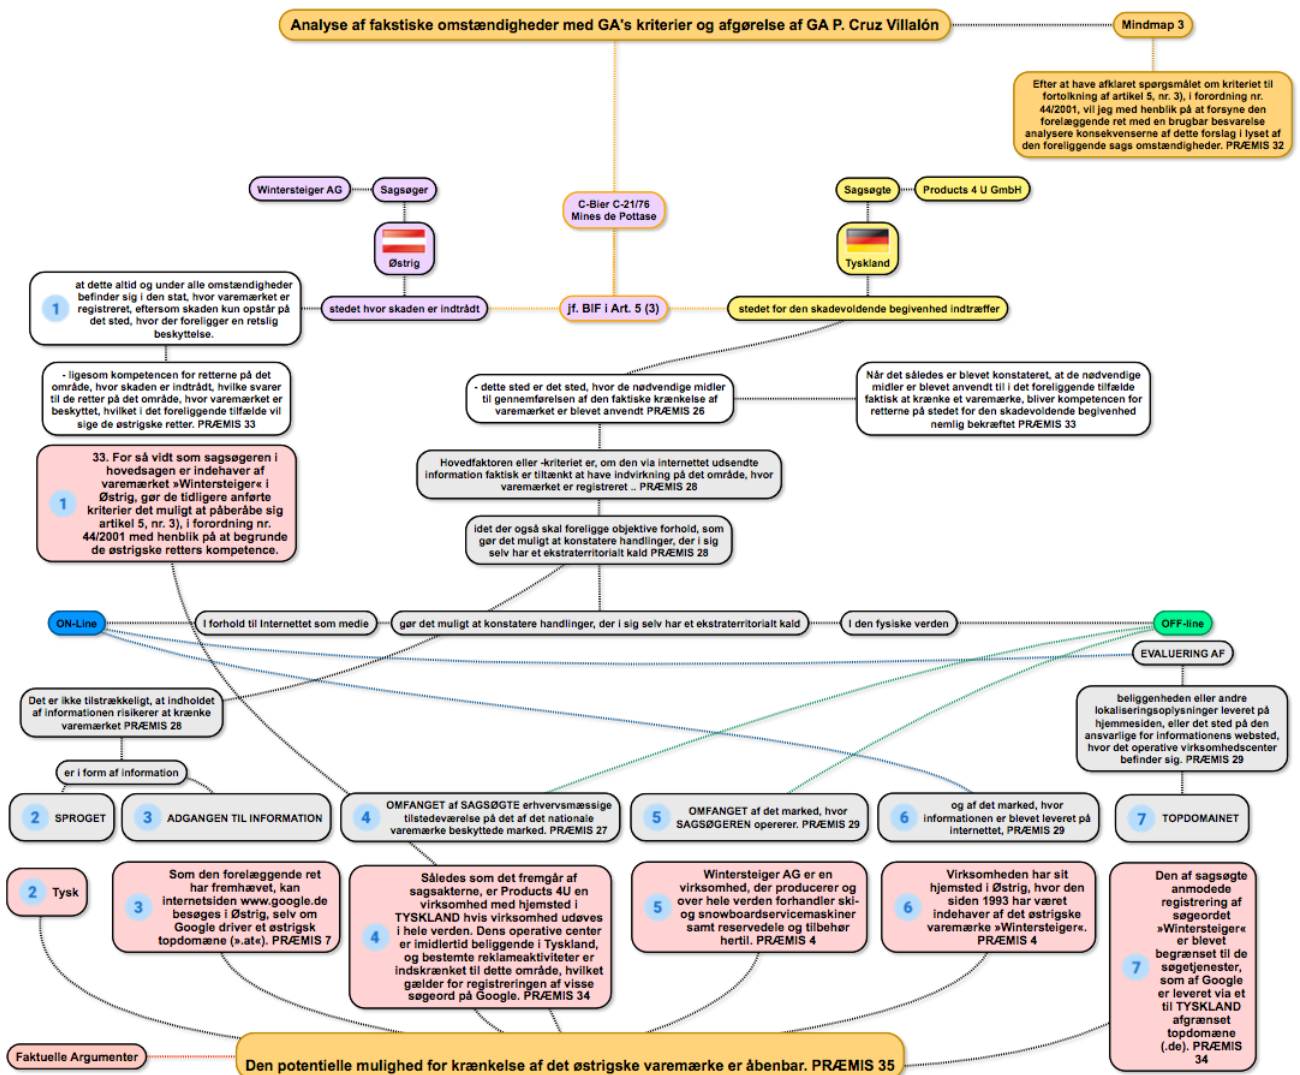 Analyse af fakstiske omstændigheder med GA's kriterier og afgørelse af GA P. Cruz Villalón
Mindmap 3
Efter at have afklaret spørgsmålet om kriteriet til
fortolkning af artikel 5, nr. 3), i forordning nr.
44/2001, vil jeg med henblik på at forsyne den
forelæggende ret med en brugbar besvarelse
analysere konsekvenserne af dette forslag i lyset af
den foreliggende sags omstændigheder. PRÆMIS 32
Wintersteiger AG
Sagsøger
C-Bier C-21/76
Mines de Pottase
Sagsøgte
Products 4 U GmbH
Østrig
Tyskland
1
at dette altid og under alle omstændigheder
befinder sig i den stat, hvor varemærket er
registreret, eftersom skaden kun opstår på
det sted, hvor der foreligger en retslig
beskyttelse.
stedet hvor skaden er indtrådt
jf. BIF i Art. 5 (3)
stedet for den skadevoldende begivenhed indtræffer
- ligesom kompetencen for retterne på det
område, hvor skaden er indtrådt, hvilke svarer
til de retter på det område, hvor varemærket er
beskyttet, hvilket i det foreligende tilfælde vil
sige de østrigske retter. PRÆMIS 33
- dette sted er det sted, hvor de nødvendige midler
til gennemførelsen af den faktiske krænkelse af
varemærket er blevet anvendt PRÆMIS 26
Når det således er blevet konstateret, at de nødvendige
midler er blevet anvendt til i det foreliggende tilfælde
faktisk at krænke et varemærke, bliver kompetencen for
retterne på stedet for den skadevoldende begivenhed
nemlig bekræftet PRÆMIS 33
1
33. For så vidt som sagsøgeren i
hovedsagen er indehaver af
varemærket »Wintersteiger« i
Østrig, gør de tidligere anførte
kriterier det muligt at påberåbe sig
artikel 5, nr. 3), i forordning nr.
44/2001 med henblik på at begrunde
de østrigske retters kompetence.
Hovedfaktoren eller -kriteriet er, om den via internettet udsendte
information faktisk er tiltænkt at have indvirkning på det område, hvor
varemærket er registreret .. PRÆMIS 28
idet der også skal foreligge objektive forhold, som
gør det muligt at konstatere handlinger, der i sig
selv har et ekstraterritorialt kald PRÆMIS 28
ON-Line
I forhold til Internettet som medie
gør det muligt at konstatere handlinger, der i sig selv har et ekstraterritorialt kald
I den fysiske verden
OFF-line
EVALUERING AF
Det er ikke tilstrækkeligt, at indholdet
af informationen risikerer at krænke
varemærket PRÆMIS 28
beliggenheden eller andre
lokaliseringsoplysninger leveret på
hjemmesiden, eller det sted på den
ansvarlige for informationens websted,
hvor det operative virksomhedscenter
befinder sig. PRÆMIS 29
er i form af information
2 SPROGET
3 ADGANGEN TIL INFORMATION
4
OMFANGET af SAGSØGTE erhvervsmæssige
tilstedeværelse på det af det nationale
varemærke beskyttede marked. PRÆMIS 27
5
OMFANGET af det marked, hvor
SAGSØGEREN opererer. PRÆMIS 29
6
og af det marked, hvor
informationen er blevet leveret på
internettet, PRÆMIS 29
7 TOPDOMAINET
2 Tysk
3
Som den forelæggende ret
har fremhævet, kan
internetsiden www.google.de
besøges i Østrig, selv om
Google driver et østrigsk
topdomæne (».at«). PRÆMIS 7
4
Således som det fremgår af
sagsakterne, er Products 4U en
virksomhed med hjemsted i
TYSKLAND hvis virksomhed udøves
i hele verden. Dens operative center
er imidlertid beliggende i Tyskland,
og bestemte reklameaktiviteter er
indskrænket til dette område, hvilket
gælder for registreringen af visse
søgeord på Google. PRÆMIS 34
5
Wintersteiger AG er en
virksomhed, der producerer og
over hele verden forhandler ski-
og snowboardservicemaskiner
samt reservedele og tilbehør
hertil. PRÆMIS 4
6
Virksomheden har sit
hjemsted i Østrig, hvor den
siden 1993 har været
indehaver af det østrigske
varemærke »Wintersteiger«.
PRÆMIS 4
7
Den af sagsøgte
anmodede
registrering af
søgeordet
»Wintersteiger«
er blevet
begrænset til de
søgetjenester,
som af Google
er leveret via et
til TYSKLAND
afgrænset
topdomæne
(.de). PRÆMIS
34
Faktuelle Argumenter
Den potentielle mulighed for krænkelse af det østrigske varemærke er åbenbar. PRÆMIS 35